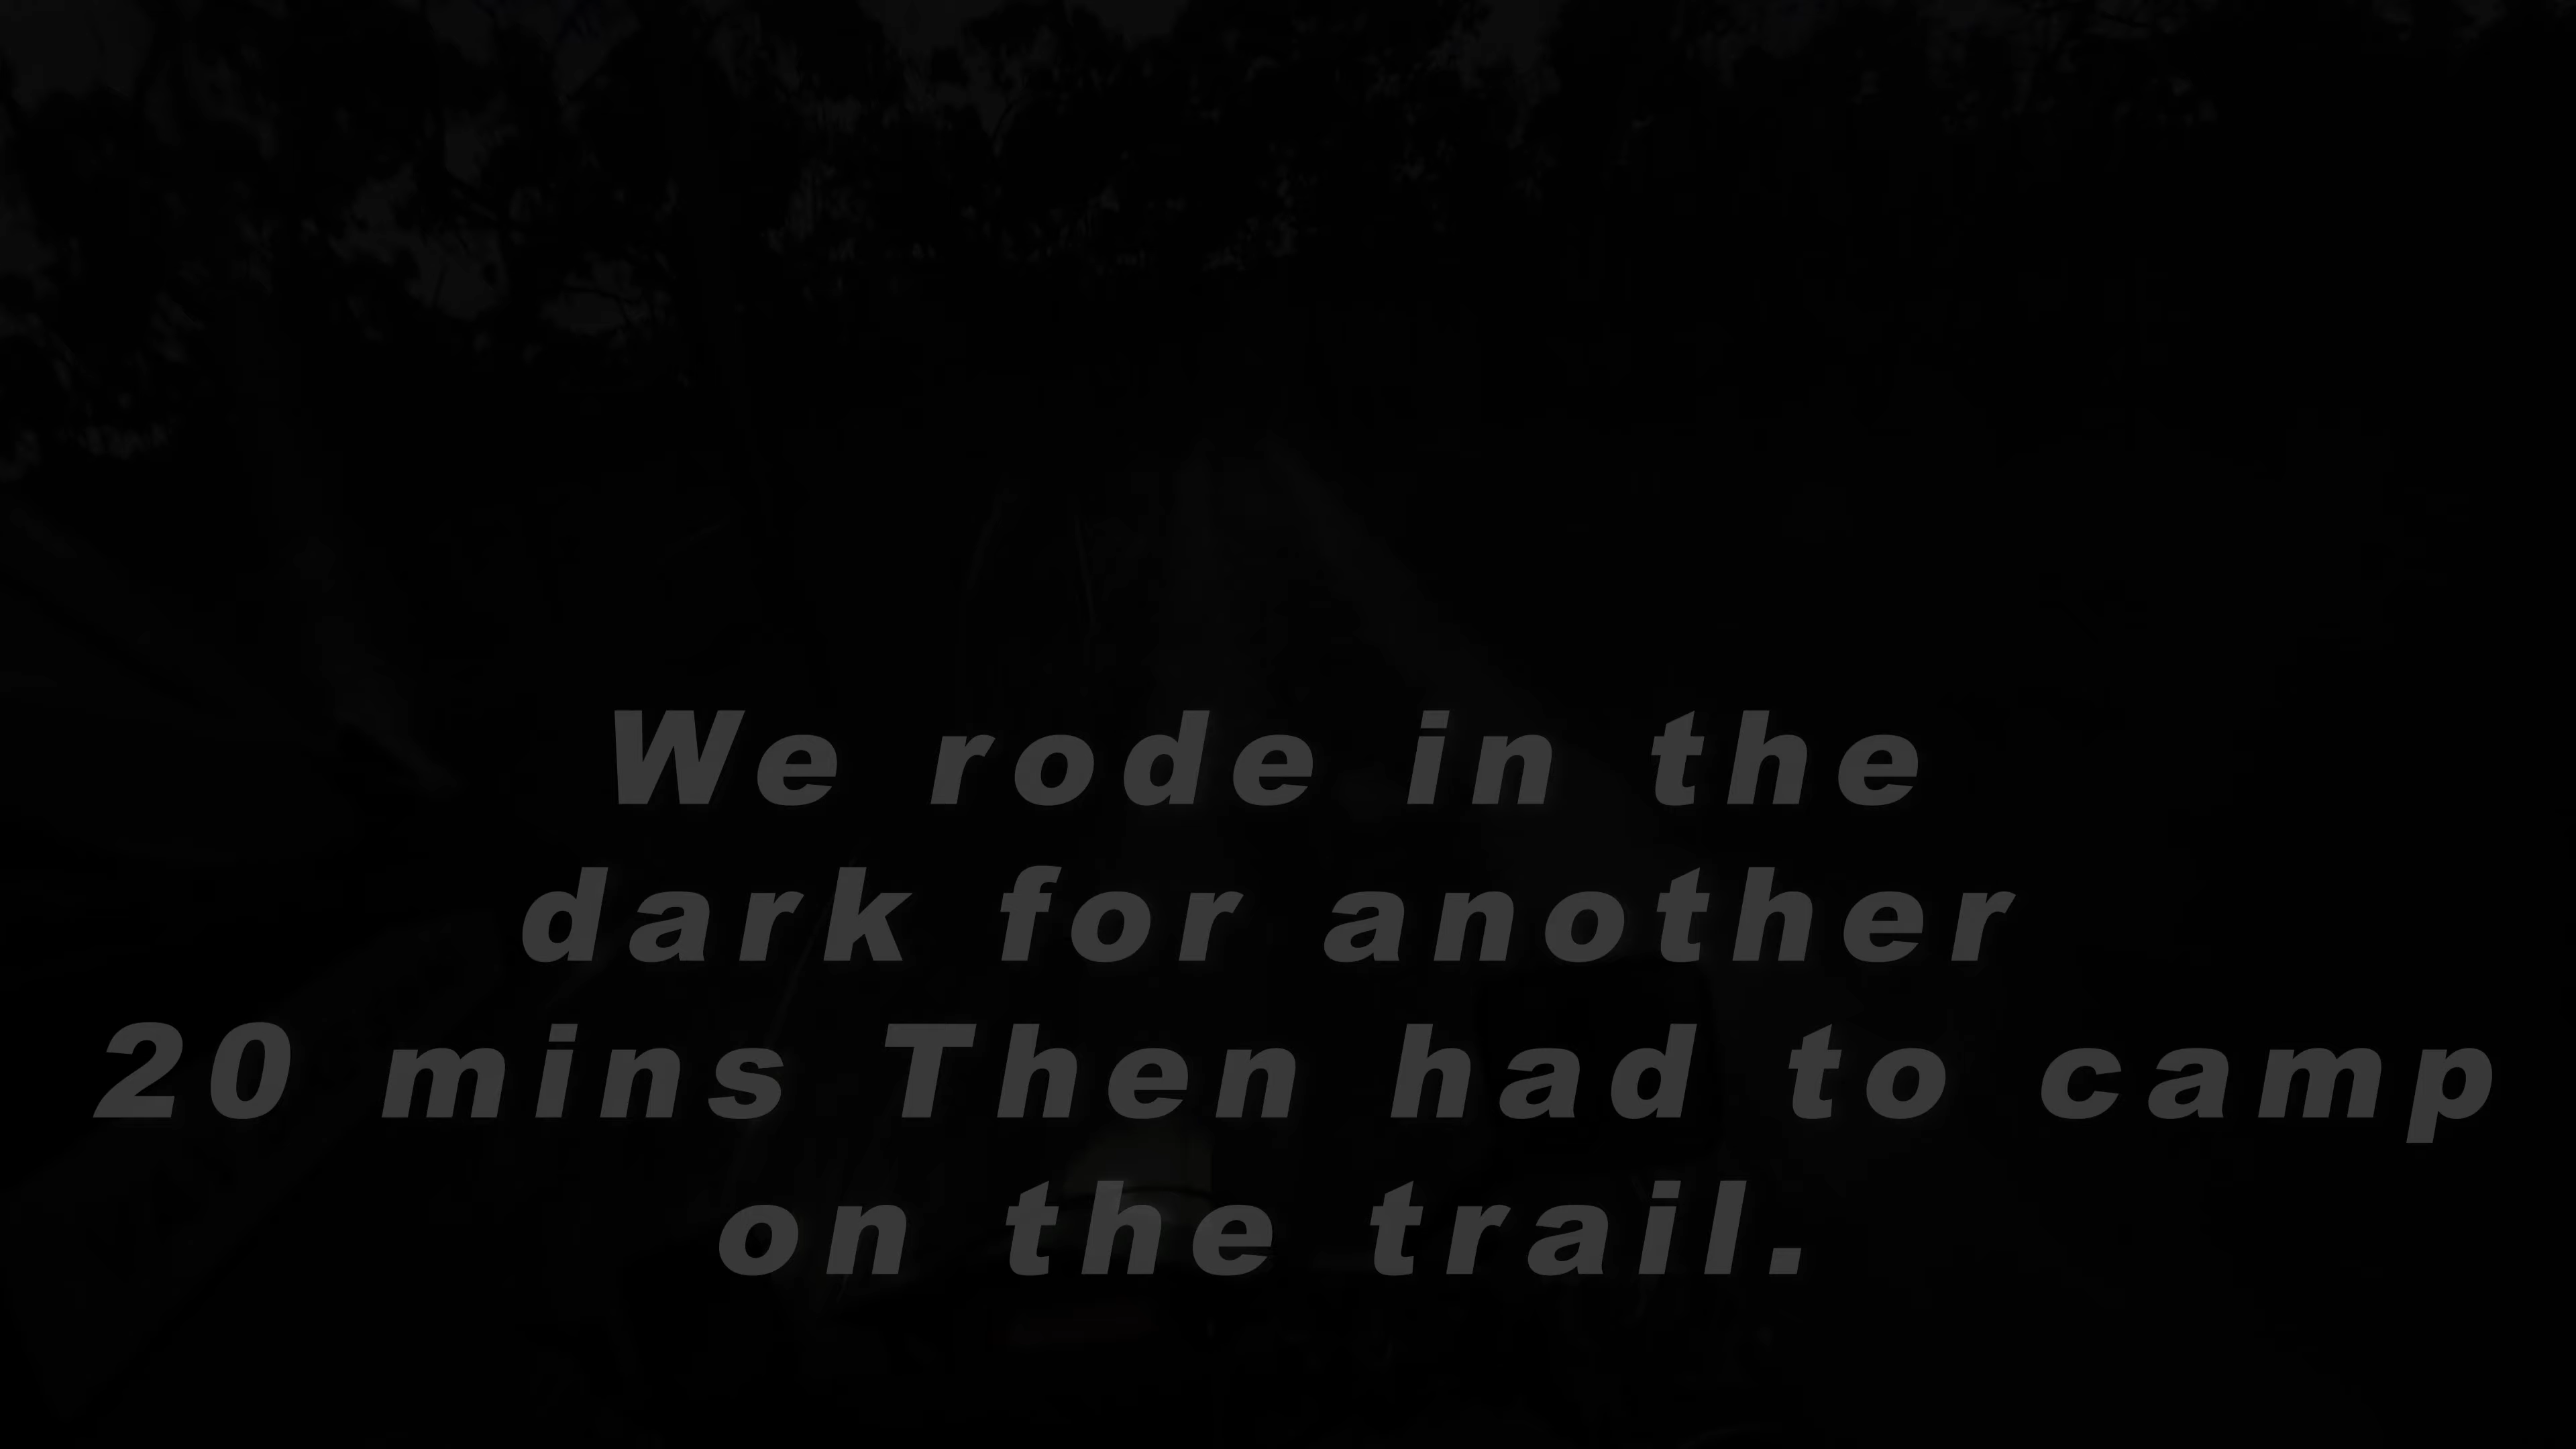 We rode in the
dark for another
20 mins Then had to camp
on the trail.